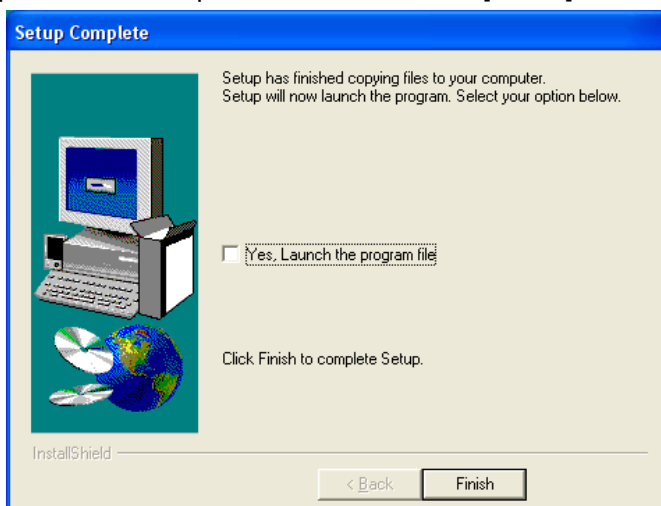 Setup Complete
Setup has finished copying files to your computer.
Setup will now launch the program. Select your option below.
Yes, Launch the program file
Click Finish to complete Setup.
InstallShield
< Back
Finish